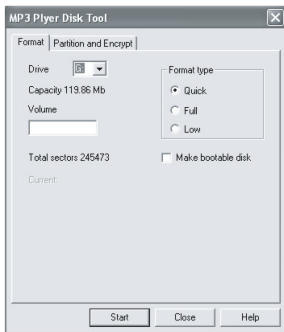 MP3 Plyer Disk Tool
Format
Partition and Encrypt
Drive
G:
Format type
Capacity 119.86 Mb
Quick
Volume
Full
Low
Total sectors 245473
Make bootable disk
Current:
Start
Close
Help